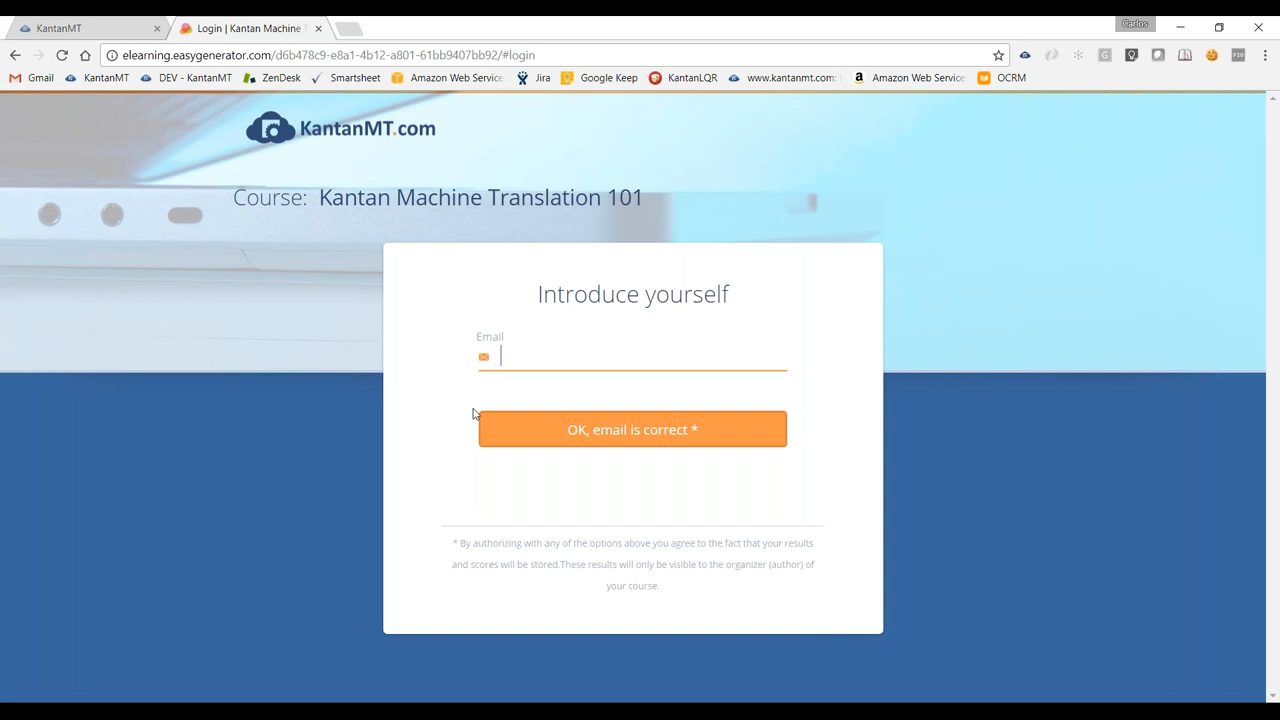 Carlos
KantanMT
Login | Kantan Machine
elearning.easygenerator.com/d6b478c9-e8a1-4b12-a801-61bb9407bb92/#login
Gmail KantanMT DEV - KantanMT ZenDesk Smartsheet Amazon Web Service Jira Google Keep KantanLQR www.kantanmt.com: Amazon Web Service OCRM
KantanMT.com
Course: Kantan Machine Translation 101
Introduce yourself
Email
OK, email is correct *
* By authorizing with any of the options above you agree to the fact that your results
and scores will be stored.These results will only be visible to the organizer (author) of
your course.